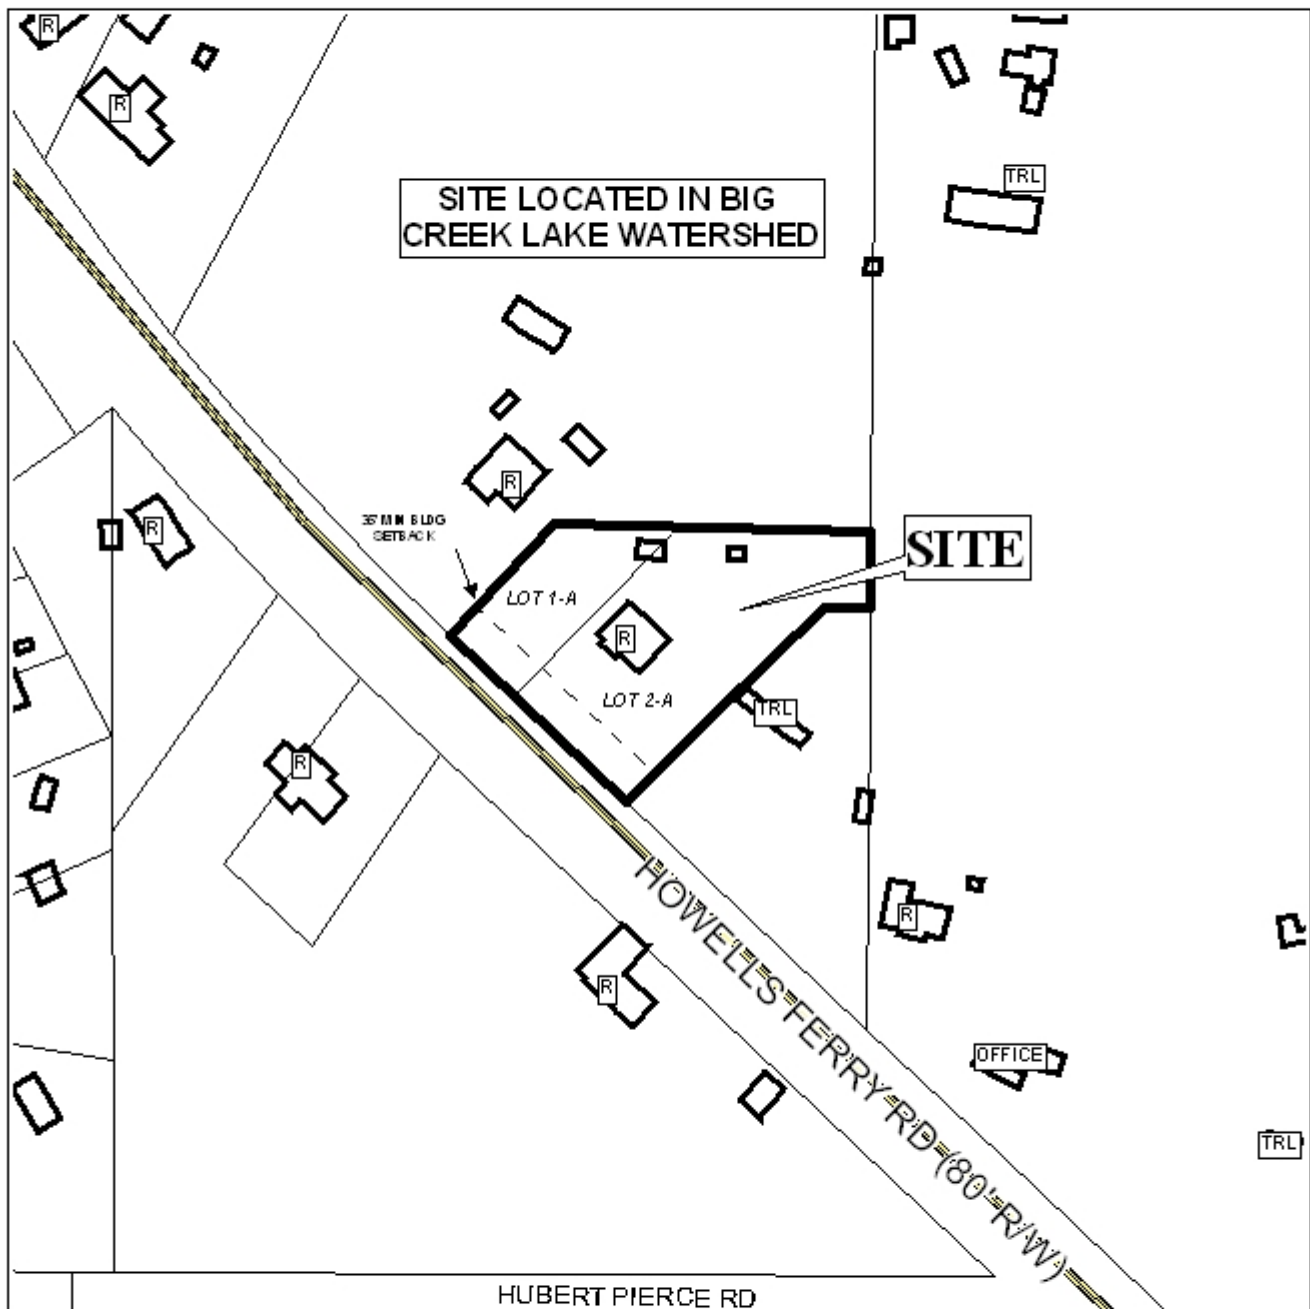 R
R
TRL
SITE LOCATED IN BIG
CREEK LAKE WATERSHED
R
R
SITE
LOT 1-A
R
LOT 2-A
TRL
R
R
R
OFFICE
TRL
HOWELLS FERRY RD (80' R/W)
HUBERT PIERCE RD
MIN BLDG
SETBACK